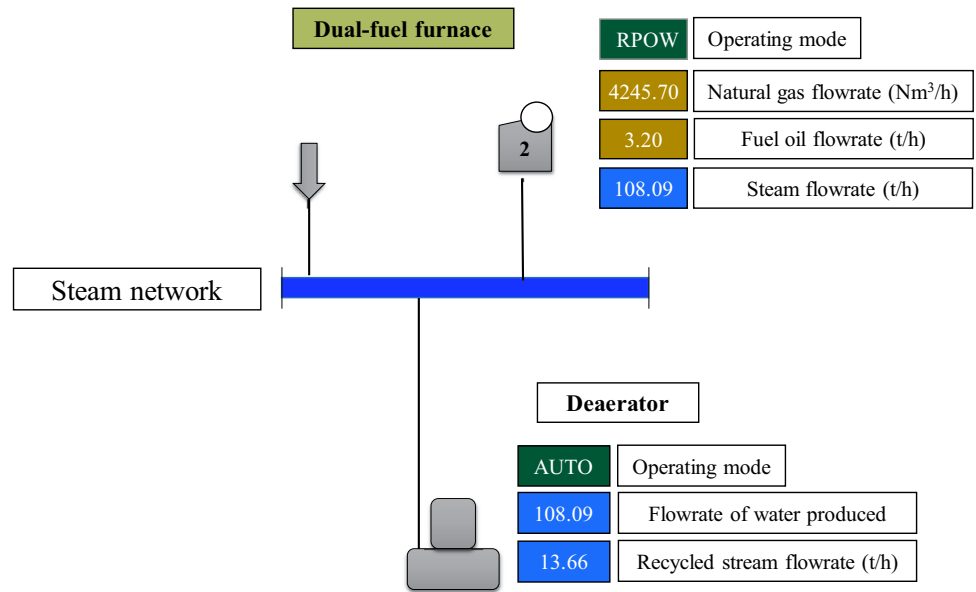 Dual-fuel furnace
RPOW Operating mode
4245.70 Natural gas flowrate (Nm³/h)
3.20 Fuel oil flowrate (t/h)
2
108.09 Steam flowrate (t/h)
Steam network
Deaerator
AUTO Operating mode
108.09 Flowrate of water produced
13.66 Recycled stream flowrate (t/h)